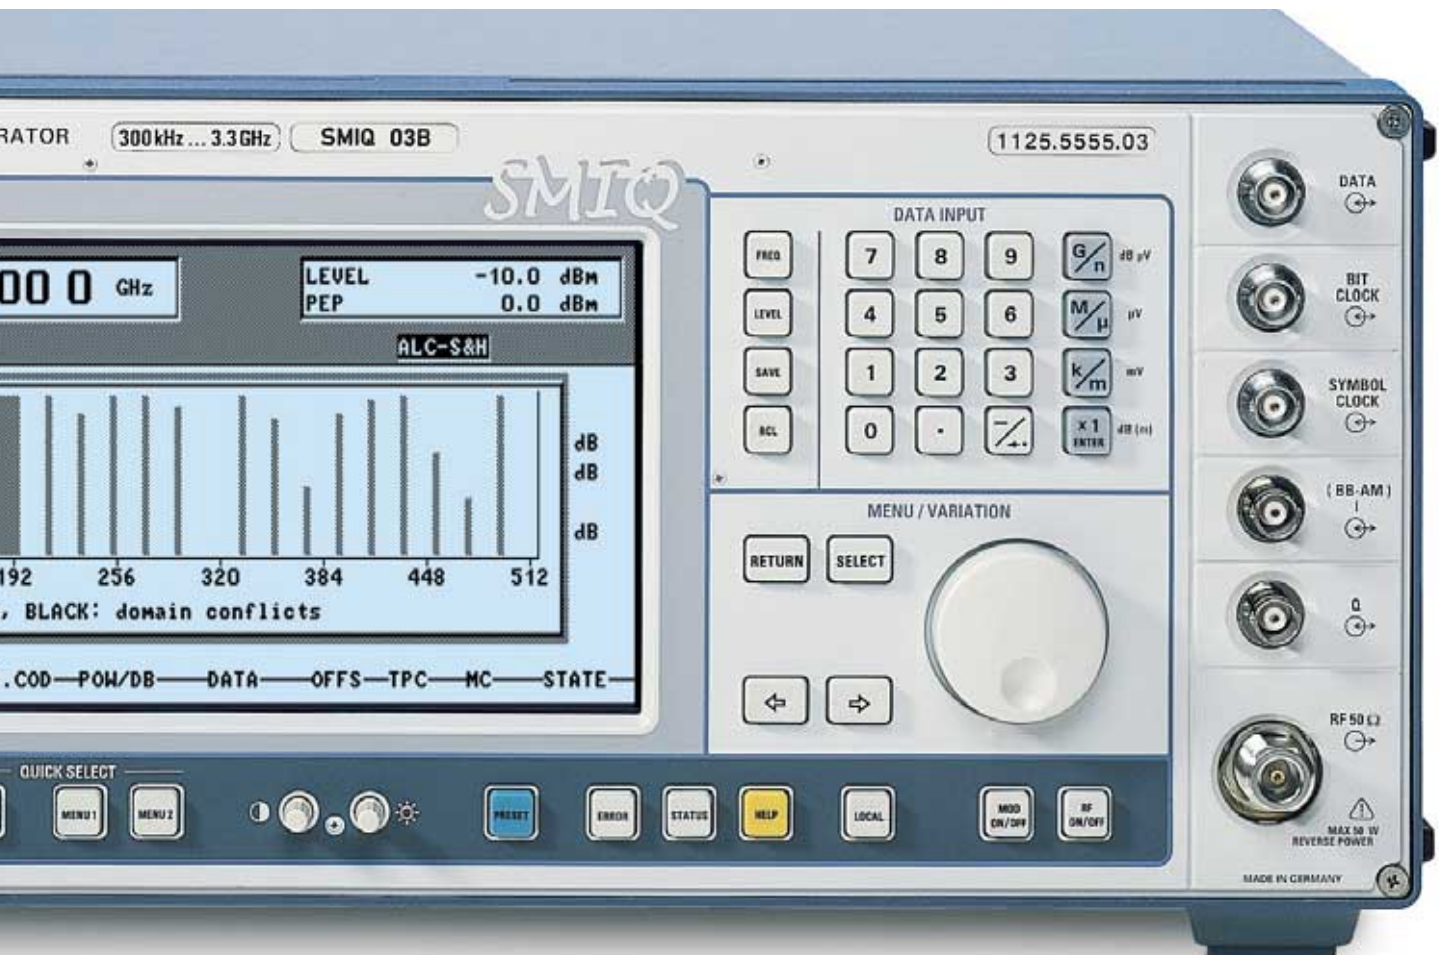 RATOR
300 kHz ... 3.3 GHz
SMIQ 03B
1125.5555.03
SMIQ
000 0 GHz
LEVEL -10.0 dBm
PEP 0.0 dBm
ALC-S&H
dB
dB
dB
192 256 320 384 448 512
, BLACK: domain conflicts
.COD POW/DB DATA OFFS TPC MC STATE
QUICK SELECT
MENU 1
MENU 2
PRESET
ERROR
STATUS
HELP
LOCAL
MOD
ON/OFF
RF
ON/OFF
DATA INPUT
FREQ 7 8 9 G/n dB µV
LEVEL 4 5 6 M/µ µV
SAVE 1 2 3 k/m mV
RCL 0 . -/← x 1
ENTER dB (m)
MENU / VARIATION
RETURN
SELECT
DATA
BIT
CLOCK
SYMBOL
CLOCK
( BB-AM )
I
Q
RF 50 Ω
MAX 50 W
REVERSE POWER
MADE IN GERMANY